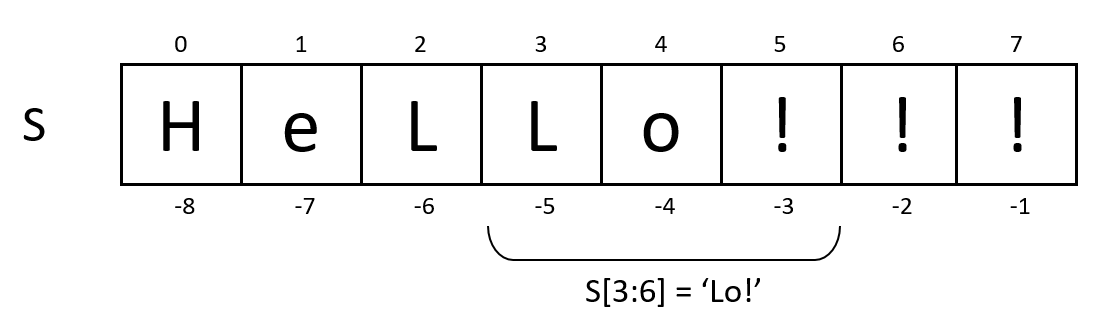 0 1 2 3 4 5 6 7
S H e L L o ! ! !
-8 -7 -6 -5 -4 -3 -2 -1
S[3:6] = ‘Lo!’